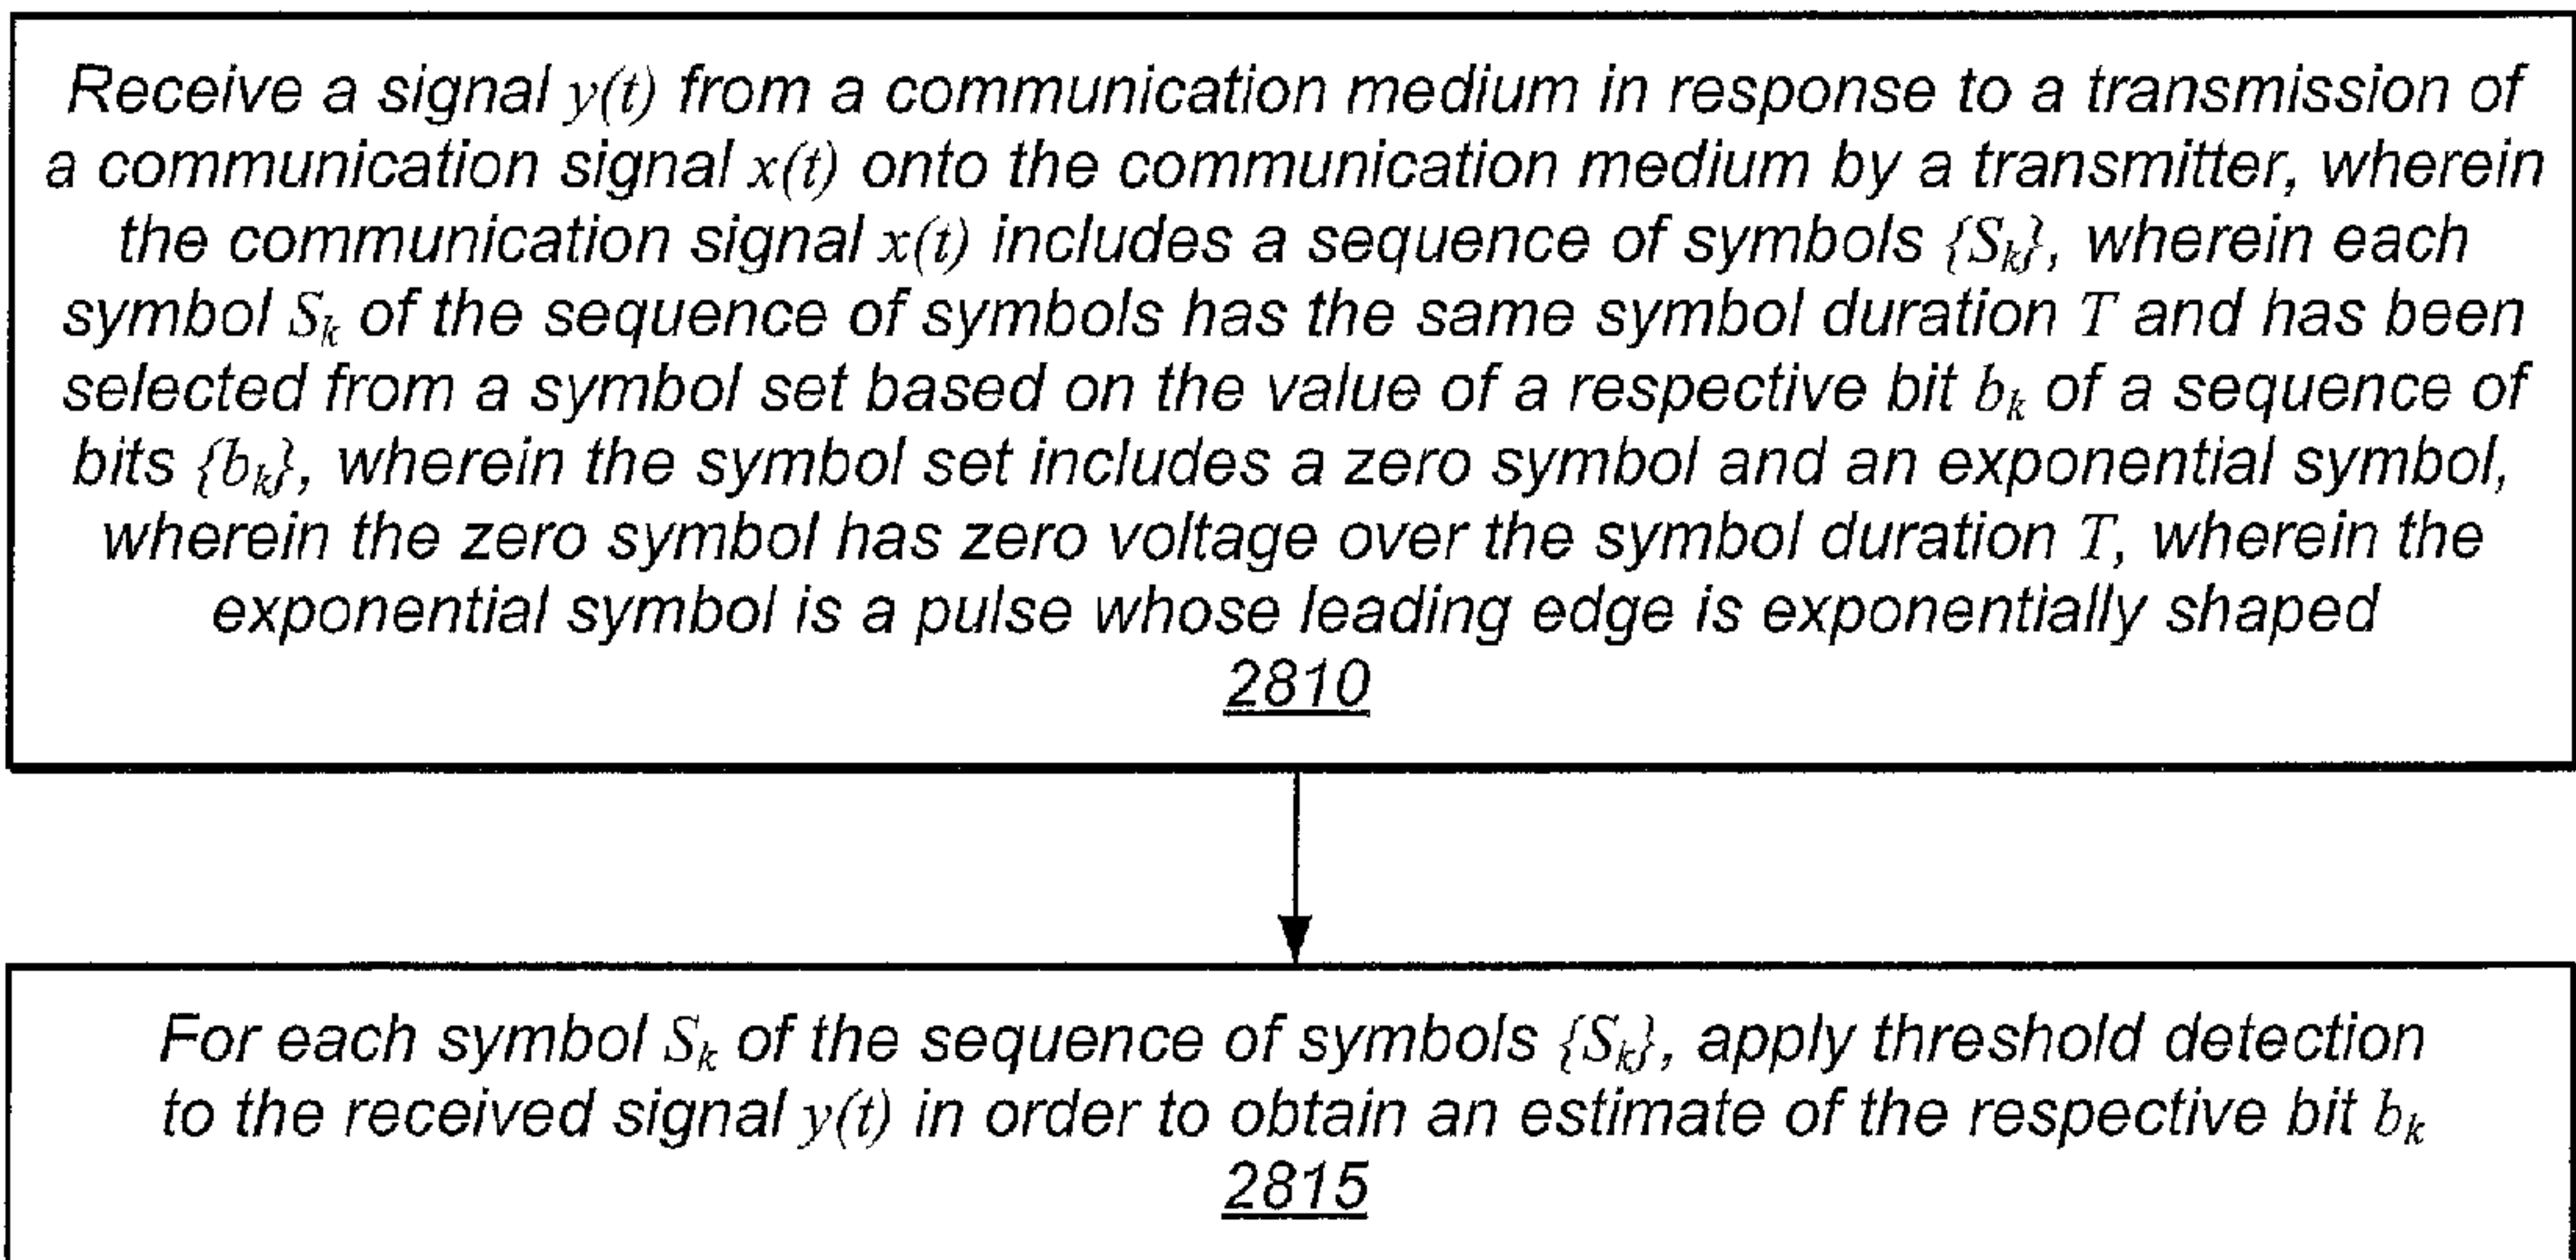 Receive a signal y(t) from a communication medium in response to a transmission of
a communication signal x(t) onto the communication medium by a transmitter, wherein
the communication signal x(t) includes a sequence of symbols {Sk}, wherein each
symbol Sk of the sequence of symbols has the same symbol duration T and has been
selected from a symbol set based on the value of a respective bit bk of a sequence of
bits {bk}, wherein the symbol set includes a zero symbol and an exponential symbol,
wherein the zero symbol has zero voltage over the symbol duration T, wherein the
exponential symbol is a pulse whose leading edge is exponentially shaped
2810
For each symbol Sk of the sequence of symbols {Sk}, apply threshold detection
to the received signal y(t) in order to obtain an estimate of the respective bit bk
2815